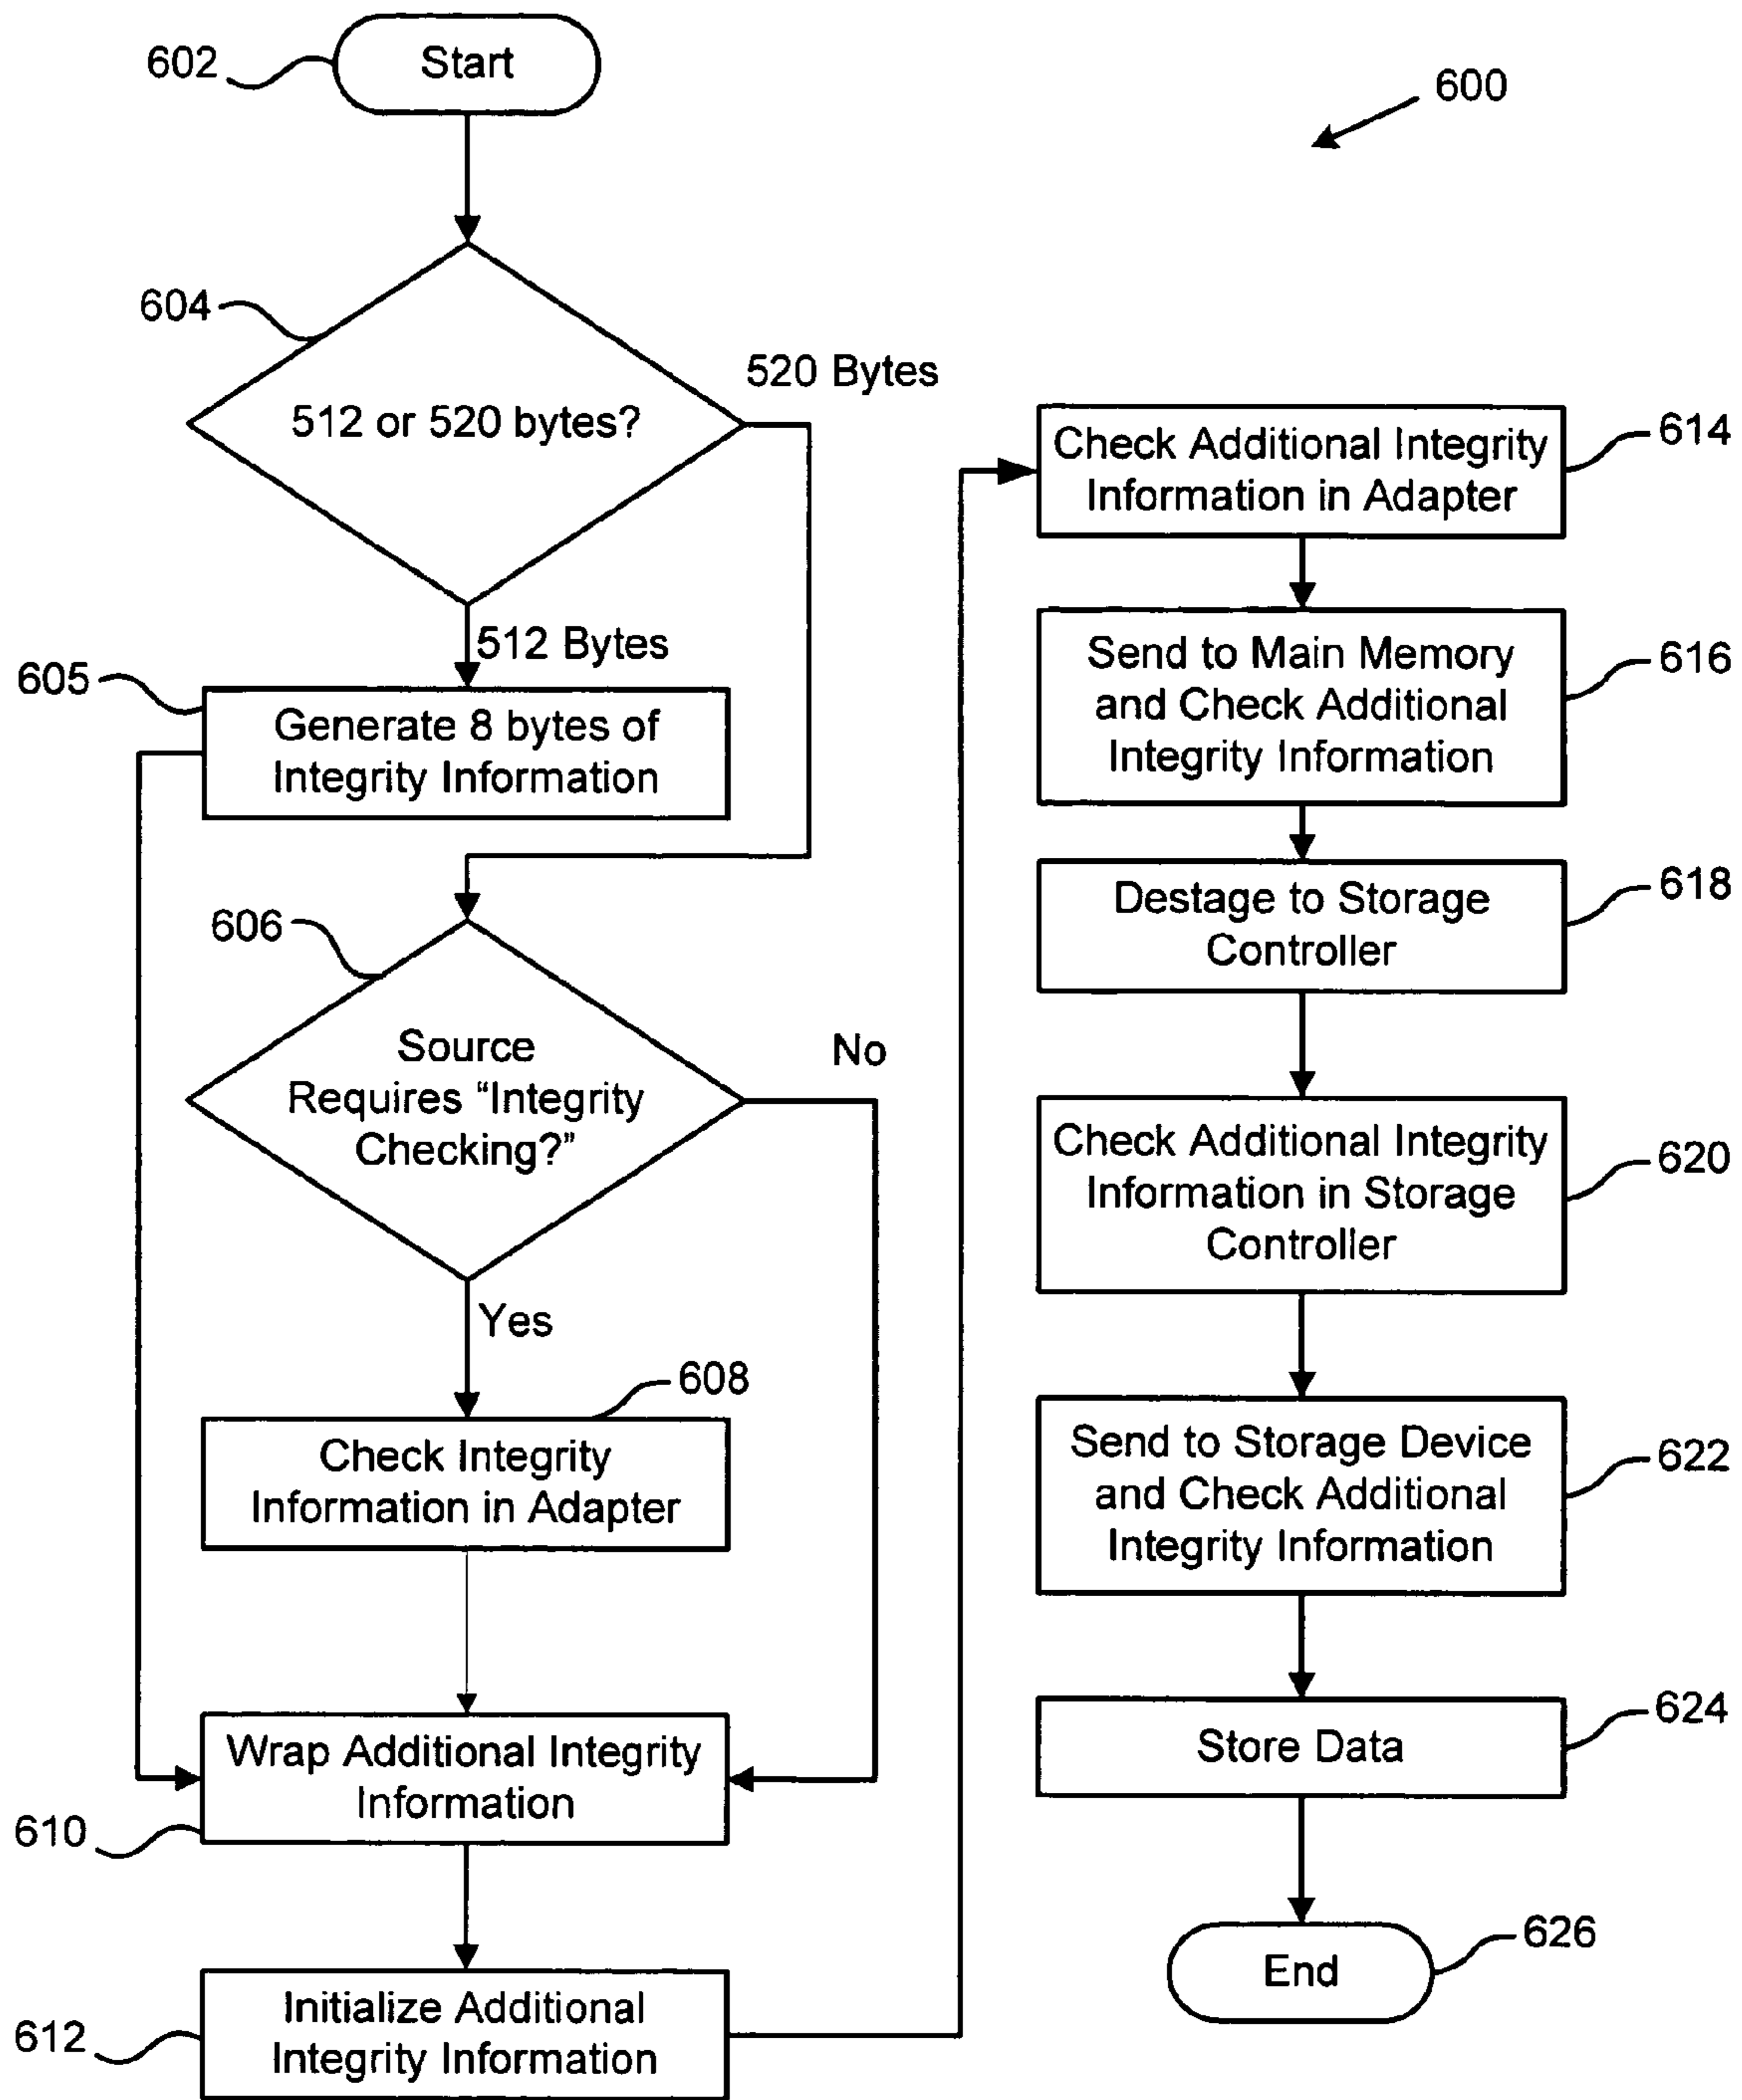 602
Start
600
604
520 Bytes
512 or 520 bytes?
512 Bytes
605
Generate 8 bytes of
Integrity Information
606
Source
Requires “Integrity
Checking?”
No
Yes
608
Check Integrity
Information in Adapter
Wrap Additional Integrity
Information
610
Initialize Additional
Integrity Information
612
Check Additional Integrity
Information in Adapter
614
Send to Main Memory
and Check Additional
Integrity Information
616
Destage to Storage
Controller
618
Check Additional Integrity
Information in Storage
Controller
620
Send to Storage Device
and Check Additional
Integrity Information
622
Store Data
624
End
626